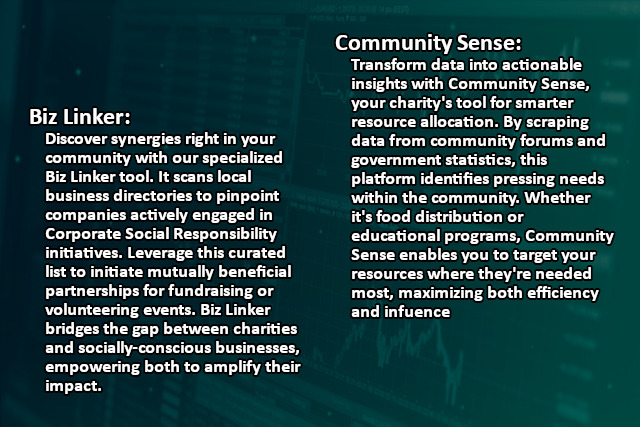 Biz Linker:
Discover synergies right in your
community with our specialized
Biz Linker tool. It scans local
business directories to pinpoint
companies actively engaged in
Corporate Social Responsibility
initiatives. Leverage this curated
list to initiate mutually beneficial
partnerships for fundraising or
volunteering events. Biz Linker
bridges the gap between charities
and socially-conscious businesses,
empowering both to amplify their
impact.
Community Sense:
Transform data into actionable
insights with Community Sense,
your charity's tool for smarter
resource allocation. By scraping
data from community forums and
government statistics, this
platform identifies pressing needs
within the community. Whether
it's food distribution or
educational programs, Community
Sense enables you to target your
resources where they're needed
most, maximizing both efficiency
and infuence